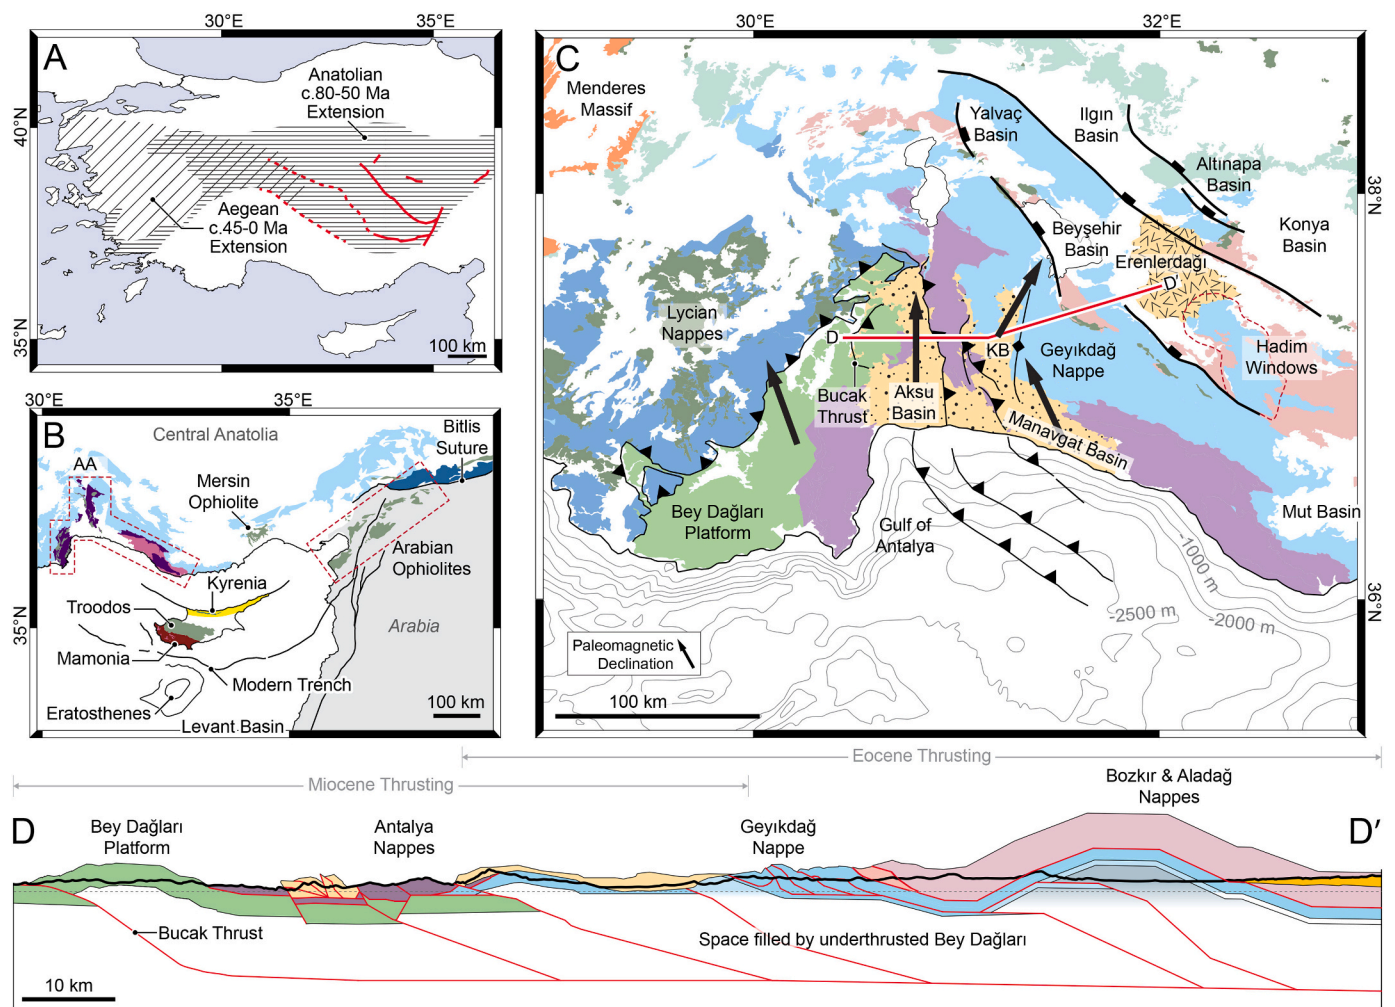 30°E
35°E
A
Anatolian
c.80-50 Ma
Extension
40°N
Aegean
c.45-0 Ma
Extension
35°N
100 km
30°E
35°E
B
Central Anatolia
Bitlis
Suture
AA
Mersin
Ophiolite
Arabian
Ophiolites
Kyrenia
Troodos
35°N
Arabia
Mamonia
Modern Trench
Eratosthenes
Levant Basin
100 km
30°E
32°E
C
Menderes
Massif
Yalvaç
Basin
Ilgın
Basin
Altınapa
Basin
38°N
Konya
Basin
Beyşehir
Basin
Erenlerdağı
D'
Lycian
Nappes
D
KB
Geyıkdağ
Nappe
Hadim
Windows
Bucak
Thrust
Aksu
Basin
Manavgat Basin
Bey Dağları
Platform
Gulf of
Antalya
Mut Basin
-1000 m
-2500 m
-2000 m
36°N
Paleomagnetic
Declination
100 km
Eocene Thrusting
Miocene Thrusting
Bozkır & Aladağ
Nappes
D
Bey Dağları
Platform
Antalya
Nappes
Geyıkdağ
Nappe
D'
Bucak Thrust
Space filled by underthrusted Bey Dağları
10 km